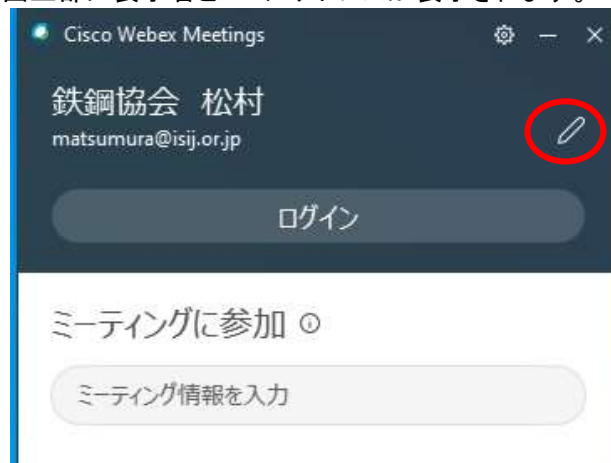 Cisco Webex Meetings
鉄鋼協会 松村
matsumura@isij.or.jp
ログイン
ミーティングに参加
ミーティング情報を入力